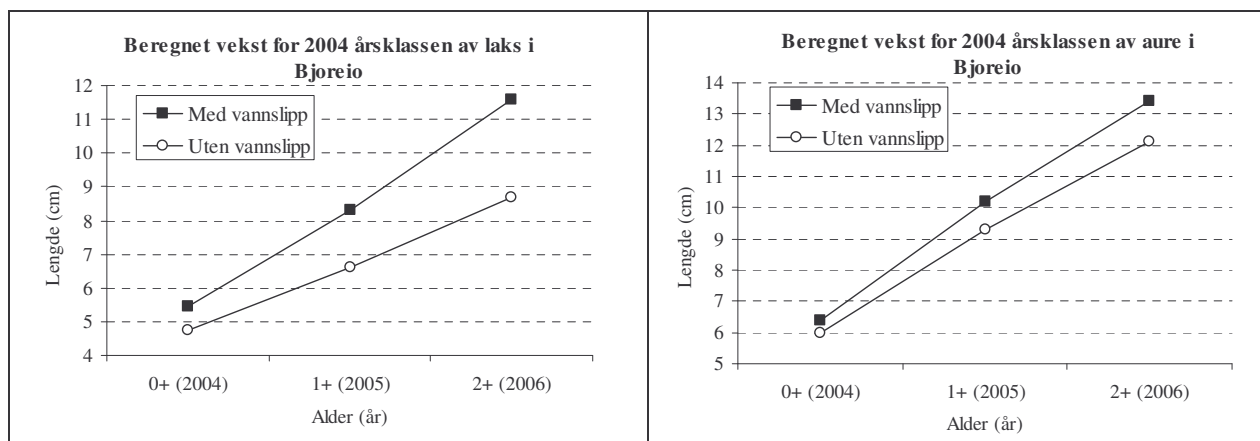 Beregnet vekst for 2004 årsklassen av laks i
Bjoreio
12
11
10
9
8
7
6
5
4
Lengde (cm)
Med vannslipp
Uten vannslipp
0+ (2004)
1+ (2005)
2+ (2006)
Alder (år)
Beregnet vekst for 2004 årsklassen av aure i
Bjoreio
14
13
12
11
10
9
8
7
6
5
Lengde (cm)
Med vannslipp
Uten vannslipp
0+ (2004)
1+ (2005)
2+ (2006)
Alder (år)